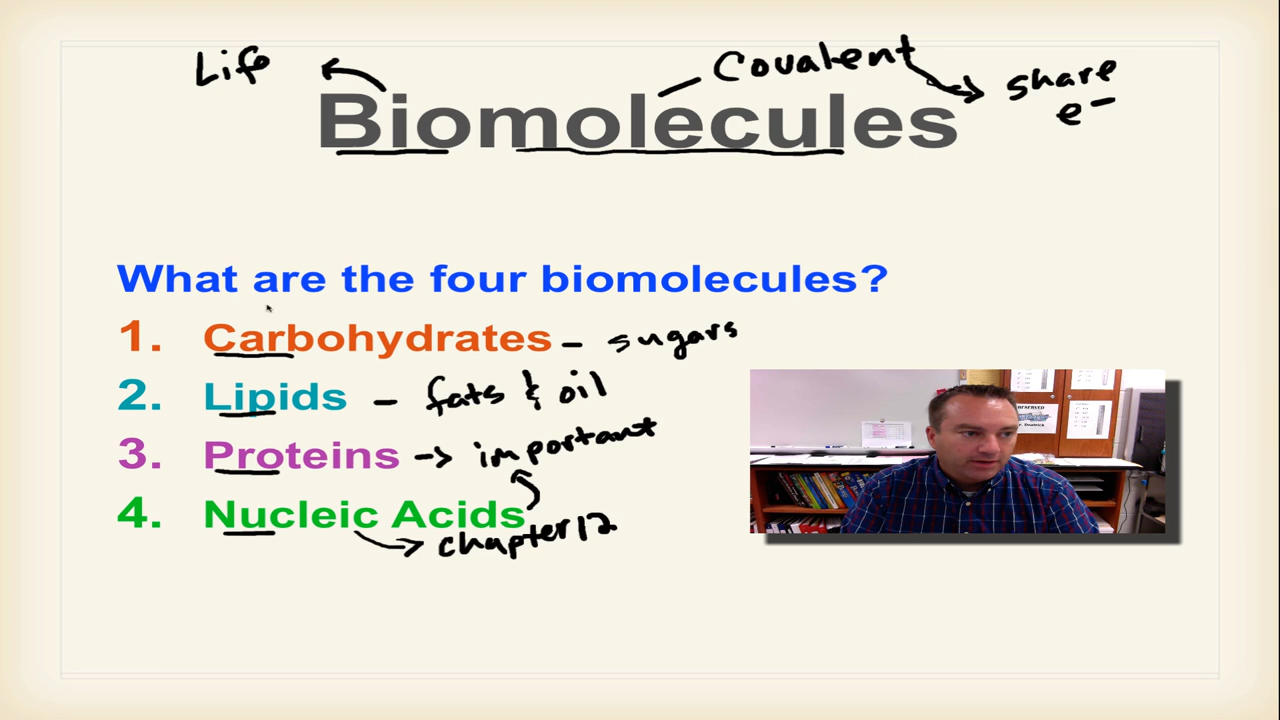 Life
Covalent
share
e-
Biomolecules
What are the four biomolecules?
1. Carbohydrates - sugars
2. Lipids - fats & oil
3. Proteins → important
4. Nucleic Acids
chapter 12
RESERVED